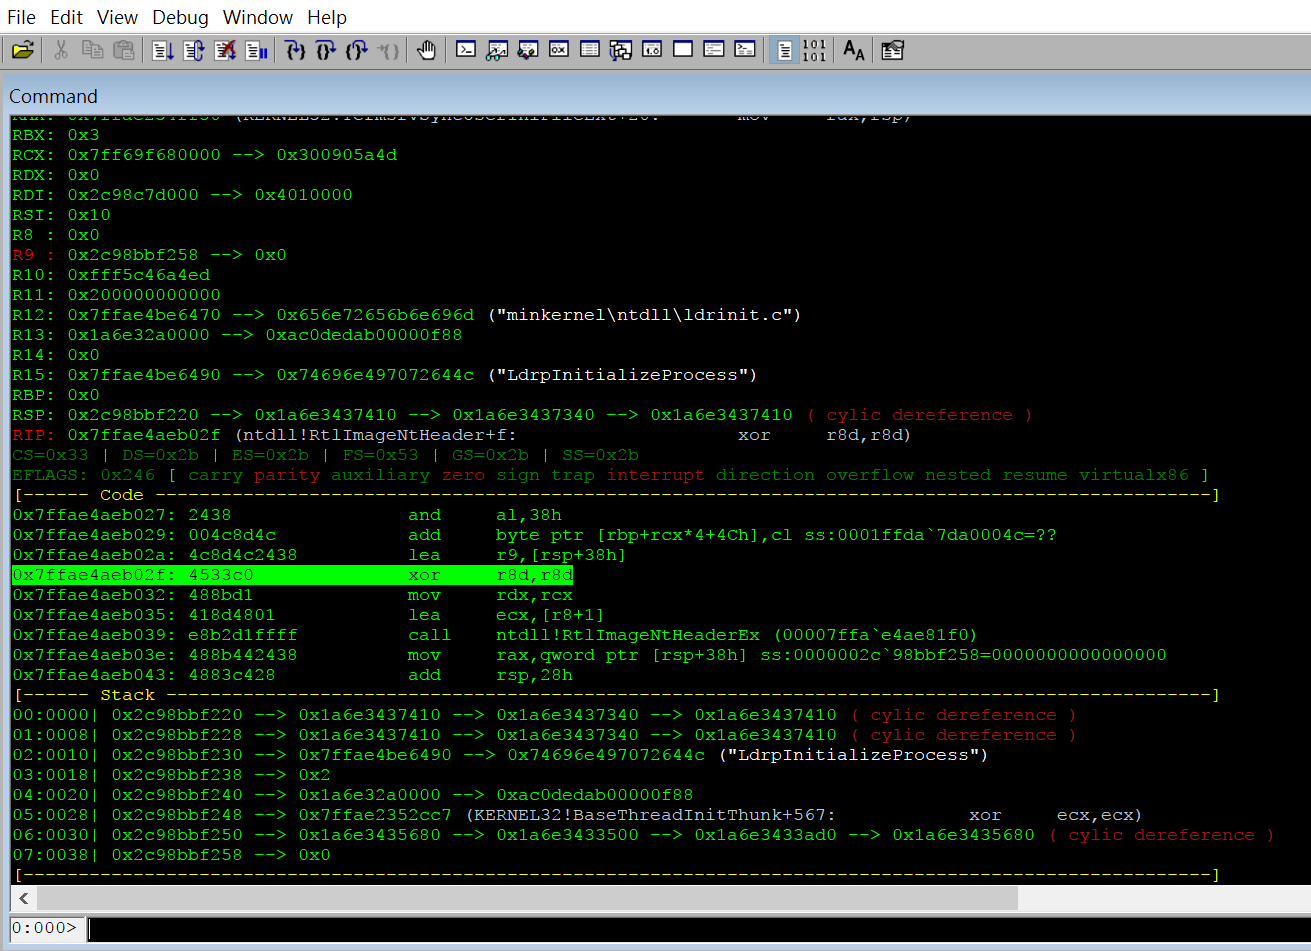 File Edit View Debug Window Help
101
101
AA
Command
RBX: 0x3
RCX: 0x7ff69f680000 --> 0x300905a4d
RDX: 0x0
RDI: 0x2c98c7d000 --> 0x4010000
RSI: 0x10
R8 : 0x0
R9 : 0x2c98bbf258 --> 0x0
R10: 0xfff5c46a4ed
R11: 0x200000000000
R12: 0x7ffae4be6470 --> 0x656e72656b6e696d ("minkernel\ntdll\ldrinit.c")
R13: 0x1a6e32a0000 --> 0xac0dedab00000f88
R14: 0x0
R15: 0x7ffae4be6490 --> 0x74696e497072644c ("LdrpInitializeProcess")
RBP: 0x0
RSP: 0x2c98bbf220 --> 0x1a6e3437410 --> 0x1a6e3437340 --> 0x1a6e3437410 ( cylic dereference )
RIP: 0x7ffae4aeb02f (ntdll!RtlImageNtHeader+f: xor r8d,r8d)
CS=0x33 | DS=0x2b | ES=0x2b | FS=0x53 | GS=0x2b | SS=0x2b
EFLAGS: 0x246 [ carry parity auxiliary zero sign trap interrupt direction overflow nested resume virtualx86 ]
[------ Code ------------------------------------------------------------------------------------------------]
0x7ffae4aeb027: 2438 and al,38h
0x7ffae4aeb029: 004c8d4c add byte ptr [rbp+rcx*4+4Ch],cl ss:0001ffda`7da0004c=??
0x7ffae4aeb02a: 4c8d4c2438 lea r9,[rsp+38h]
0x7ffae4aeb02f: 4533c0 xor r8d,r8d
0x7ffae4aeb032: 488bd1 mov rdx,rcx
0x7ffae4aeb035: 418d4801 lea ecx,[r8+1]
0x7ffae4aeb039: e8b2d1ffff call ntdll!RtlImageNtHeaderEx (00007ffa`e4ae81f0)
0x7ffae4aeb03e: 488b442438 mov rax,qword ptr [rsp+38h] ss:0000002c`98bbf258=0000000000000000
0x7ffae4aeb043: 4883c428 add rsp,28h
[------ Stack -----------------------------------------------------------------------------------------------]
00:0000| 0x2c98bbf220 --> 0x1a6e3437410 --> 0x1a6e3437340 --> 0x1a6e3437410 ( cylic dereference )
01:0008| 0x2c98bbf228 --> 0x1a6e3437410 --> 0x1a6e3437340 --> 0x1a6e3437410 ( cylic dereference )
02:0010| 0x2c98bbf230 --> 0x7ffae4be6490 --> 0x74696e497072644c ("LdrpInitializeProcess")
03:0018| 0x2c98bbf238 --> 0x2
04:0020| 0x2c98bbf240 --> 0x1a6e32a0000 --> 0xac0dedab00000f88
05:0028| 0x2c98bbf248 --> 0x7ffae2352cc7 (KERNEL32!BaseThreadInitThunk+567: xor ecx,ecx)
06:0030| 0x2c98bbf250 --> 0x1a6e3435680 --> 0x1a6e3433500 --> 0x1a6e3433ad0 --> 0x1a6e3435680 ( cylic dereference )
07:0038| 0x2c98bbf258 --> 0x0
[------------------------------------------------------------------------------------------------------------]
0:000>